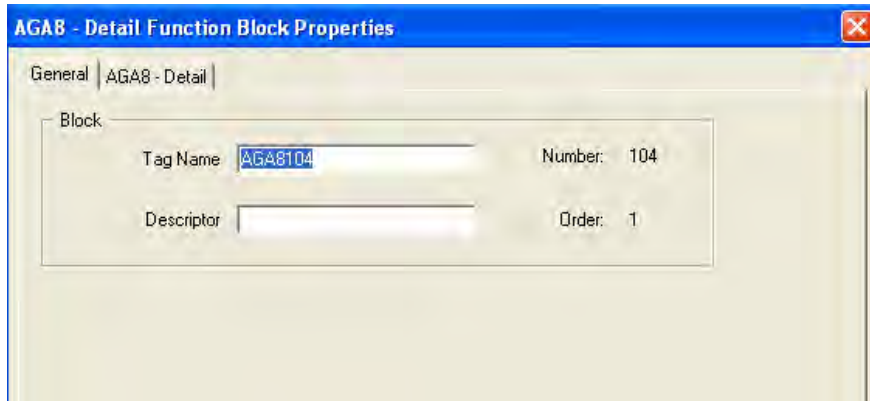 AGA8 - Detail Function Block Properties
General AGA8 - Detail
Block
Tag Name AGA8104 Number: 104
Descriptor Order: 1